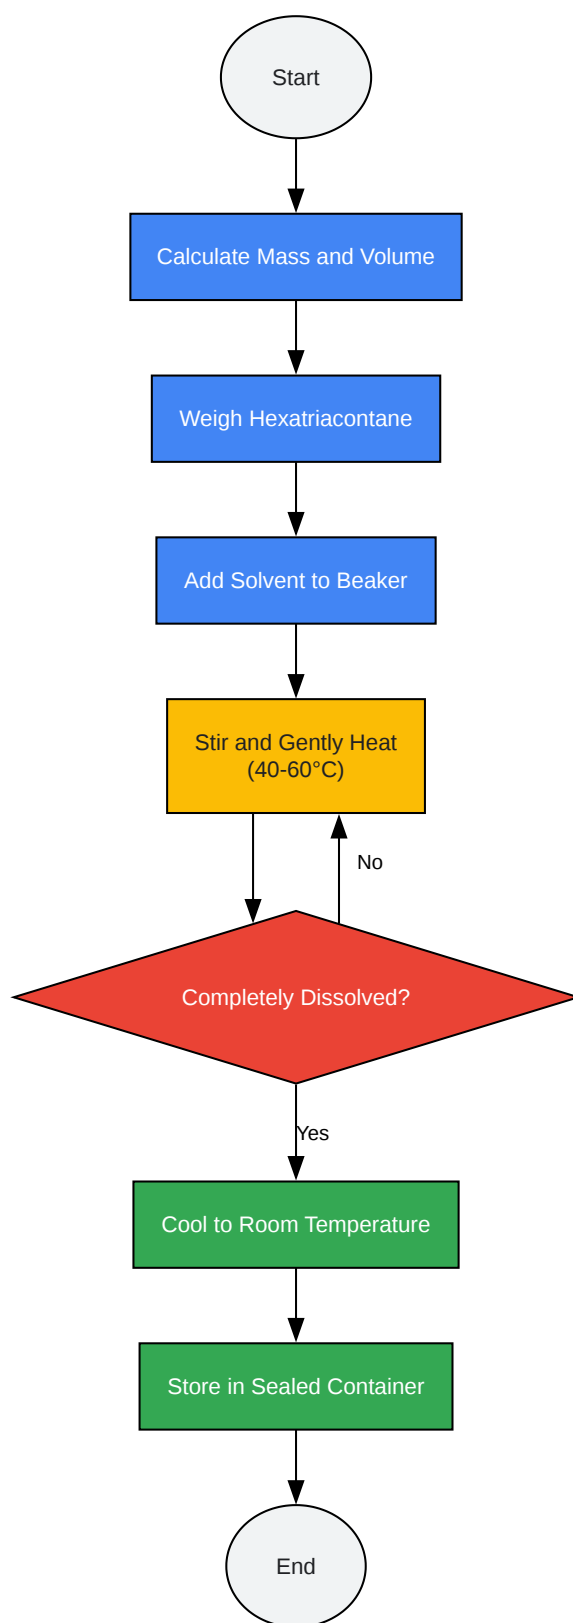 Start
Calculate Mass and Volume
Weigh Hexatriacontane
Add Solvent to Beaker
Stir and Gently Heat
(40-60°C)
No
Completely Dissolved?
Yes
Cool to Room Temperature
Store in Sealed Container
End